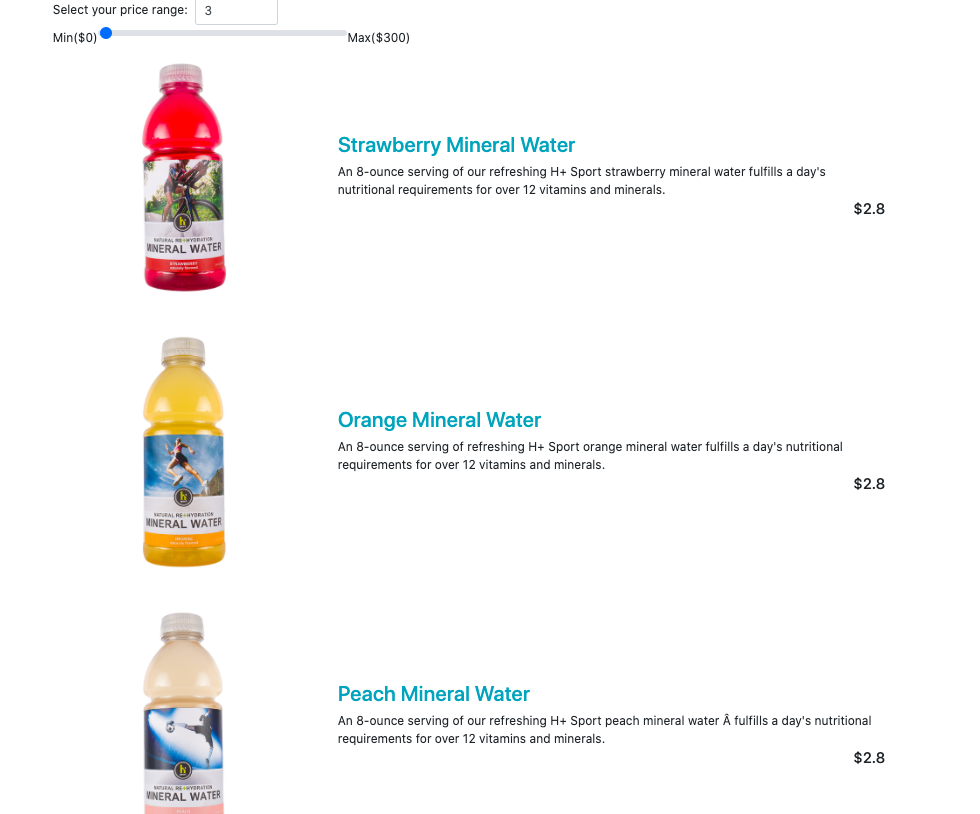 Select your price range: 3
Min($0) Max($300)
Strawberry Mineral Water
An 8-ounce serving of our refreshing H+ Sport strawberry mineral water fulfills a day's
nutritional requirements for over 12 vitamins and minerals.
$2.8
NATURAL RE+HYDRATION
MINERAL WATER
STRAWBERRY
Orange Mineral Water
An 8-ounce serving of refreshing H+ Sport orange mineral water fulfills a day's nutritional
requirements for over 12 vitamins and minerals.
$2.8
NATURAL RE+HYDRATION
MINERAL WATER
Peach Mineral Water
An 8-ounce serving of our refreshing H+ Sport peach mineral water Â fulfills a day's nutritional
requirements for over 12 vitamins and minerals.
$2.8
NATURAL RE+HYDRATION
MINERAL WATER